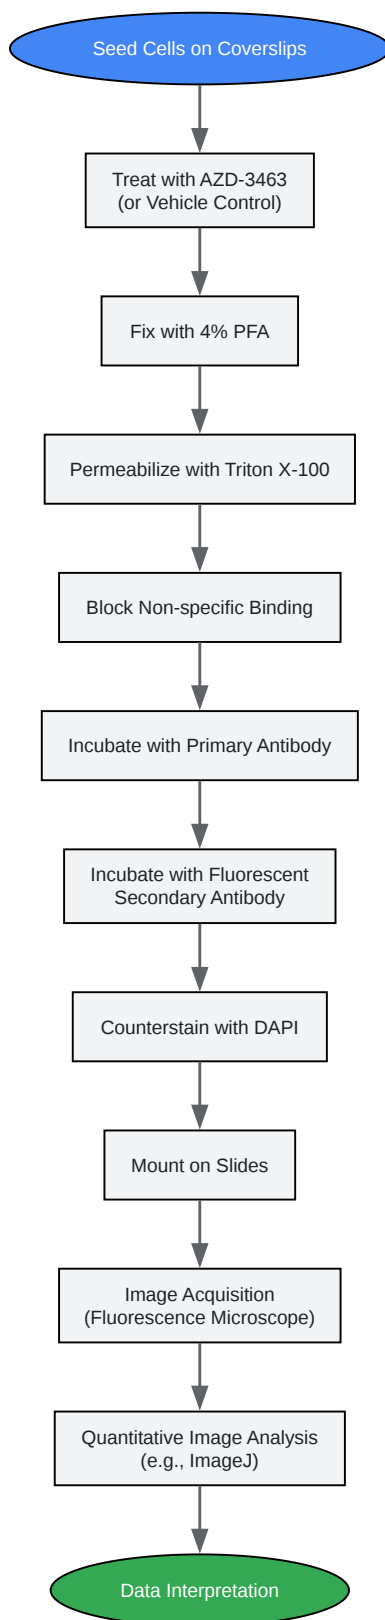 Seed Cells on Coverslips
Treat with AZD-3463
(or Vehicle Control)
Fix with 4% PFA
Permeabilize with Triton X-100
Block Non-specific Binding
Incubate with Primary Antibody
Incubate with Fluorescent
Secondary Antibody
Counterstain with DAPI
Mount on Slides
Image Acquisition
(Fluorescence Microscope)
Quantitative Image Analysis
(e.g., ImageJ)
Data Interpretation